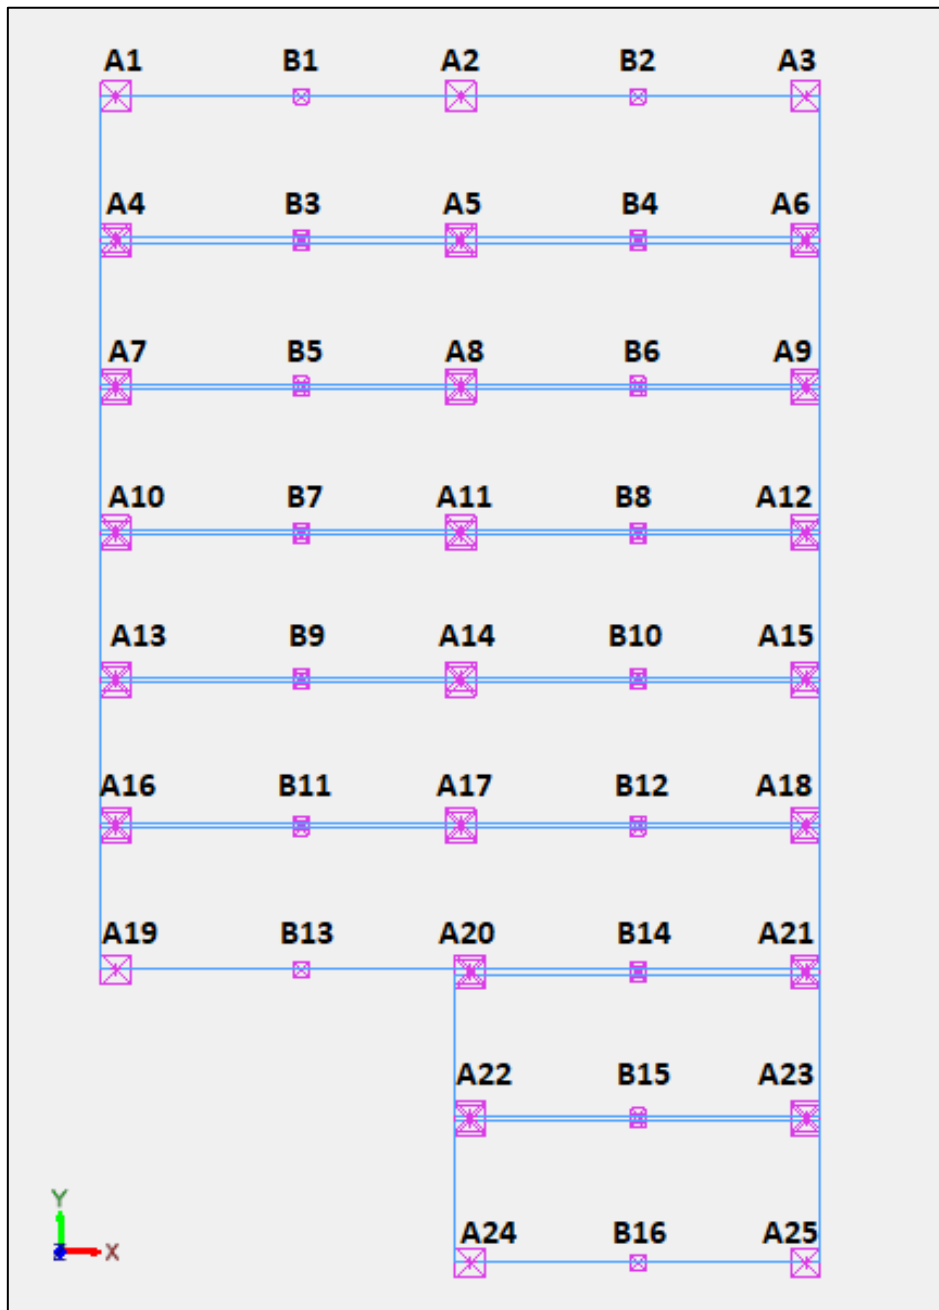 A1 B1 A2 B2 A3
A4 B3 A5 B4 A6
A7 B5 A8 B6 A9
A10 B7 A11 B8 A12
A13 B9 A14 B10 A15
A16 B11 A17 B12 A18
A19 B13 A20 B14 A21
A22 B15 A23
A24 B16 A25
Y
Z X